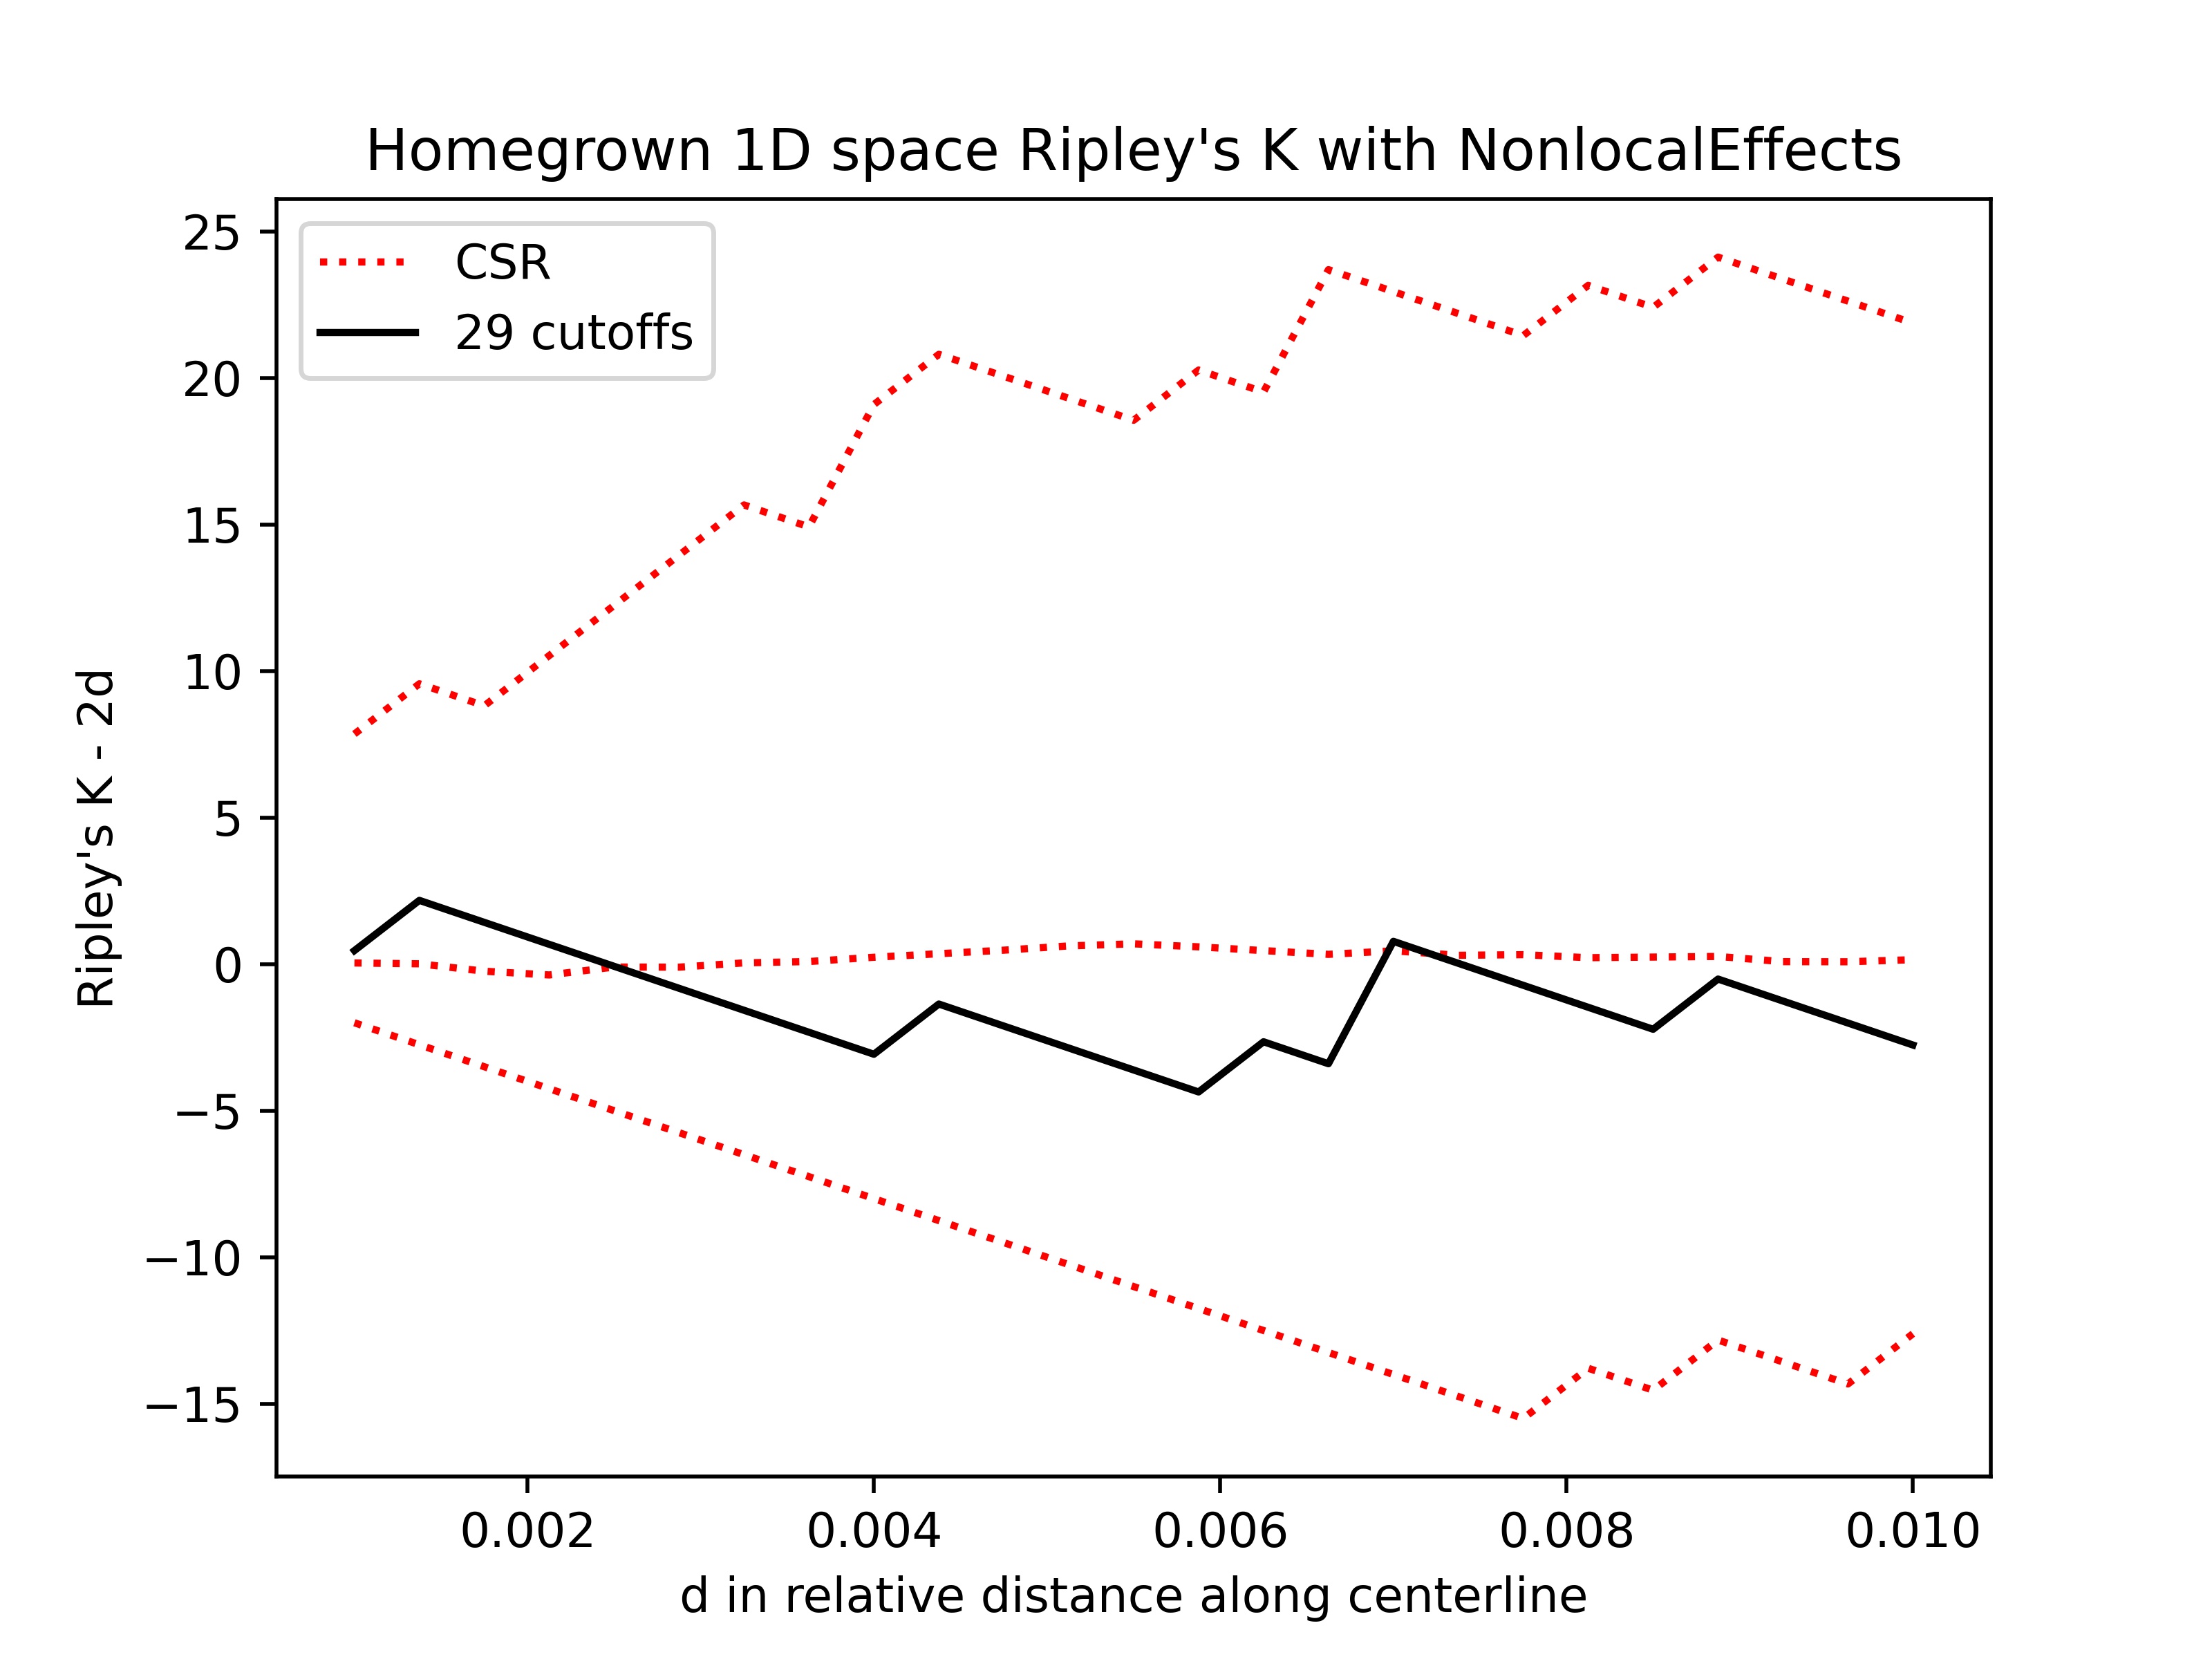 Homegrown 1D space Ripley's K with NonlocalEffects
CSR
29 cutoffs
25
20
15
10
5
0
−5
−10
−15
Ripley's K - 2d
0.002 0.004 0.006 0.008 0.010
d in relative distance along centerline